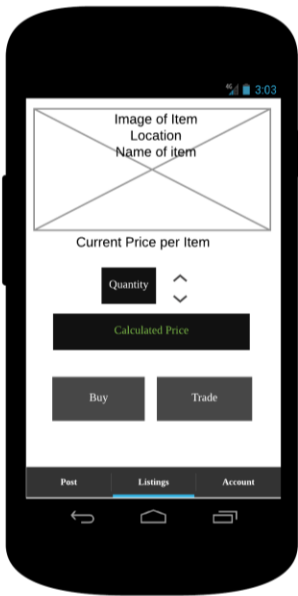 4G 3:03
Image of Item
Location
Name of item
Current Price per Item
Quantity
Calculated Price
Buy Trade
Post Listings Account